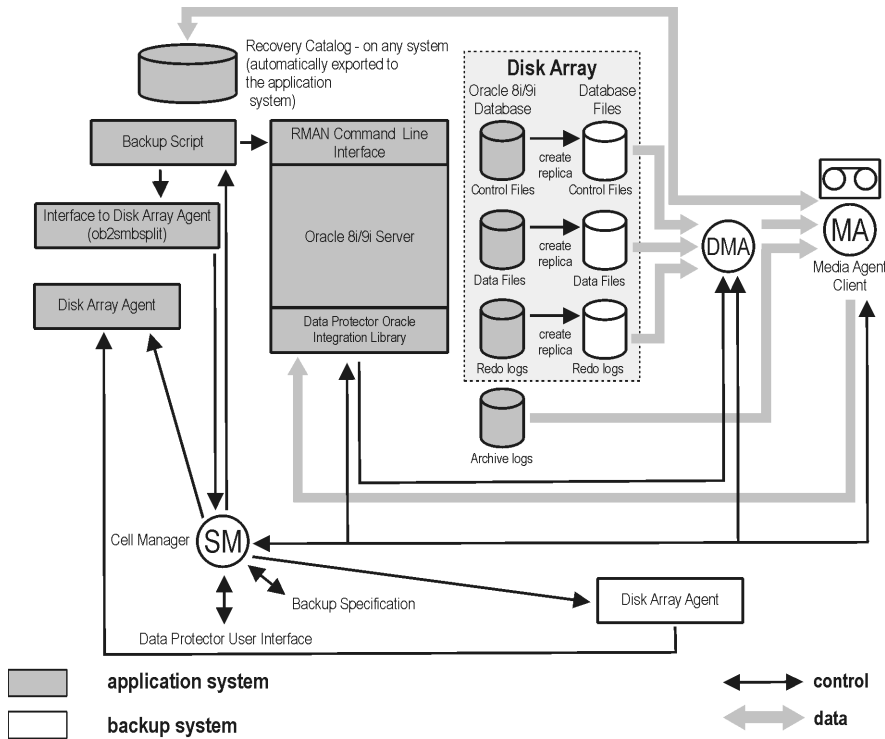 Recovery Catalog - on any system
(automatically exported to
the application
system)
Disk Array
Oracle 8i/9i
Database
Database
Files
Backup Script
RMAN Command Line
Interface
create
replica
Control Files
Control Files
Interface to Disk Array Agent
(ob2smbsplit)
Oracle 8i/9i Server
create
replica
Data Files
Data Files
DMA
MA
Media Agent
Client
Disk Array Agent
Data Protector Oracle
Integration Library
create
replica
Redo logs
Redo logs
Archive logs
Cell Manager
SM
Backup Specification
Disk Array Agent
Data Protector User Interface
application system
control
backup system
data